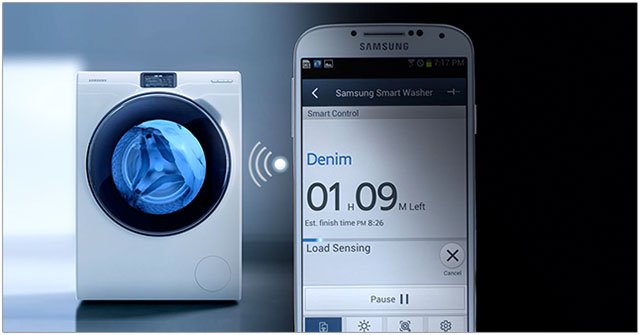 SAMSUNG
SAMSUNG
7:17 PM
Samsung Smart Washer
Smart Control
Denim
01 H 09 M Left
Est. finish time PM 8:26
Load Sensing
Cancel
Pause